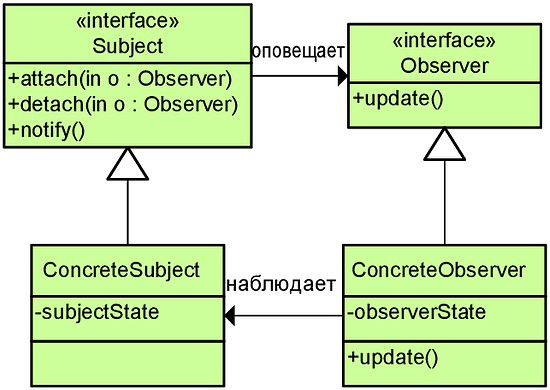 «interface»
Subject
+attach(in o : Observer)
+detach(in o : Observer)
+notify()
оповещает
«interface»
Observer
+update()
ConcreteSubject
-subjectState
наблюдает
ConcreteObserver
-observerState
+update()